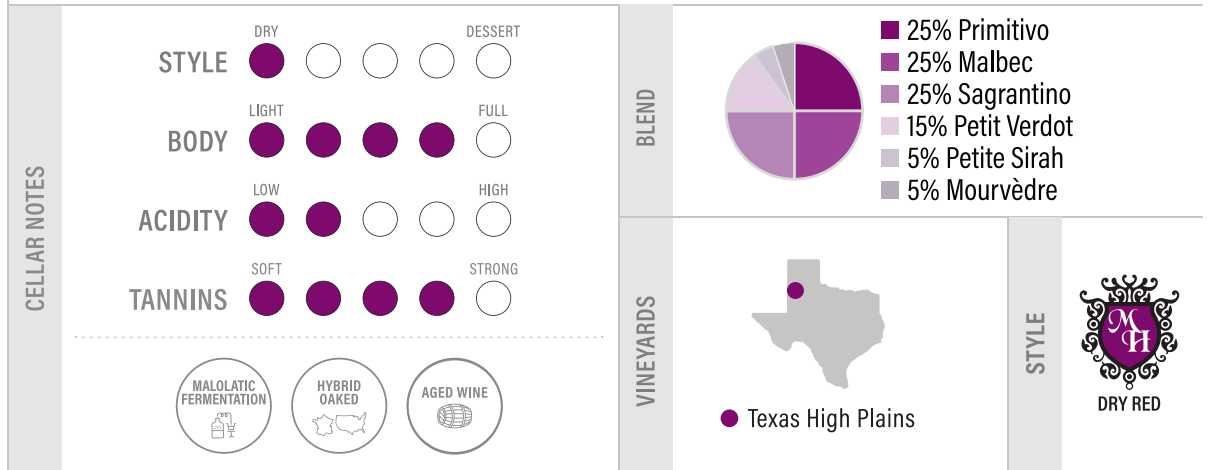 CELLAR NOTES
STYLE
DRY
DESSERT
BODY
LIGHT
FULL
ACIDITY
LOW
HIGH
TANNINS
SOFT
STRONG
MALOLATIC
FERMENTATION
HYBRID
OAKED
AGED WINE
BLEND
25% Primitivo
25% Malbec
25% Sagrantino
15% Petit Verdot
5% Petite Sirah
5% Mourvèdre
VINEYARDS
Texas High Plains
STYLE
M
H
DRY RED